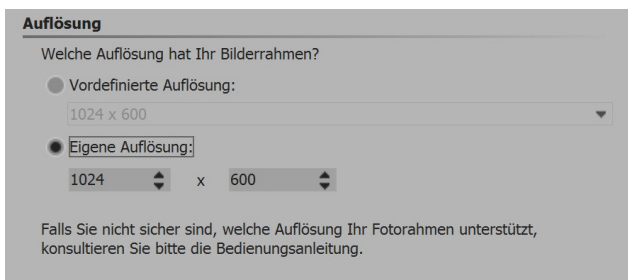 Auflösung
Welche Auflösung hat Ihr Bilderrahmen?
Vordefinierte Auflösung:
1024 x 600
Eigene Auflösung:
1024 x 600
Falls Sie nicht sicher sind, welche Auflösung Ihr Fotorahmen unterstützt,
konsultieren Sie bitte die Bedienungsanleitung.